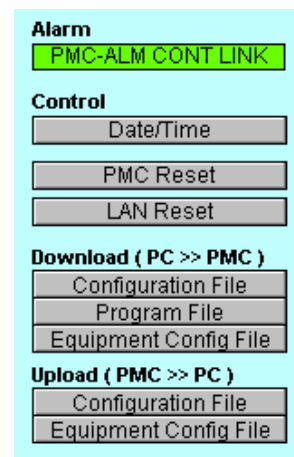 Alarm
PMC-ALM CONT LINK
Control
Date/Time
PMC Reset
LAN Reset
Download ( PC >> PMC )
Configuration File
Program File
Equipment Config File
Upload ( PMC >> PC )
Configuration File
Equipment Config File